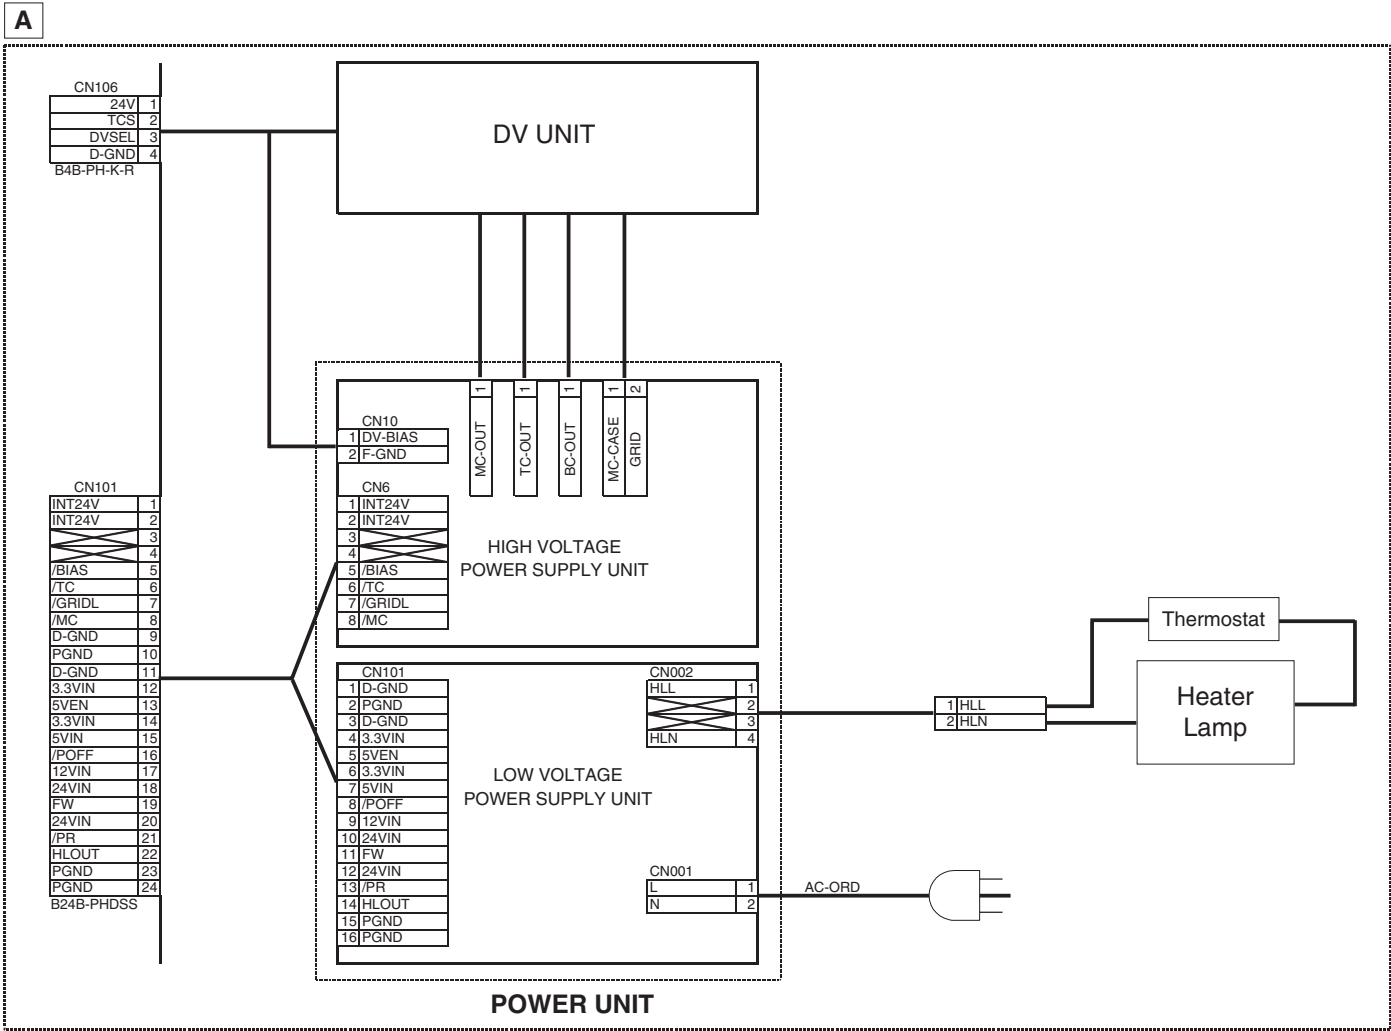 A
CN106
24V 1
TCS 2
DVSEL 3
D-GND 4
B4B-PH-K-R
DV UNIT
CN10
1 DV-BIAS
2 F-GND
1 MC-OUT
1 TC-OUT
1 BC-OUT
1 MC-CASE
2 GRID
CN101
INT24V 1
INT24V 2
3
4
/BIAS 5
/TC 6
/GRIDL 7
/MC 8
D-GND 9
PGND 10
D-GND 11
3.3VIN 12
5VEN 13
3.3VIN 14
5VIN 15
/POFF 16
12VIN 17
24VIN 18
FW 19
24VIN 20
/PR 21
HLOUT 22
PGND 23
PGND 24
B24B-PHDSS
CN6
1 INT24V
2 INT24V
3
4
5 /BIAS
6 /TC
7 /GRIDL
8 /MC
HIGH VOLTAGE
POWER SUPPLY UNIT
CN101
1 D-GND
2 PGND
3 D-GND
4 3.3VIN
5 5VEN
6 3.3VIN
7 5VIN
8 /POFF
9 12VIN
10 24VIN
11 FW
12 24VIN
13 /PR
14 HLOUT
15 PGND
16 PGND
LOW VOLTAGE
POWER SUPPLY UNIT
CN002
HLL 1
2
3
HLN 4
CN001
L 1
N 2
AC-ORD
1 HLL
2 HLN
Thermostat
Heater
Lamp
POWER UNIT